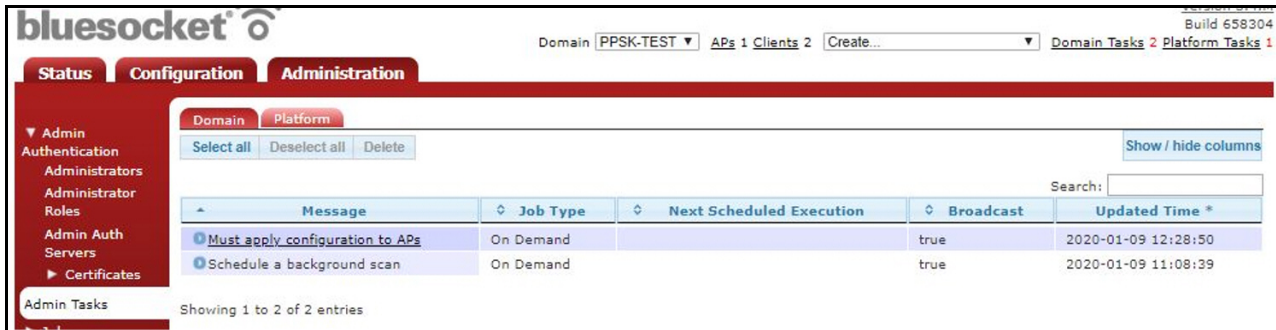 bluesocket
Build 658304
Domain PPSK-TEST ▼ APs 1 Clients 2 Create... ▼ Domain Tasks 2 Platform Tasks 1
Status Configuration Administration
▼ Admin
Authentication
Administrators
Administrator
Roles
Admin Auth
Servers
► Certificates
Admin Tasks
Domain Platform
Select all Deselect all Delete Show / hide columns
Search:
Message Job Type Next Scheduled Execution Broadcast Updated Time *
Must apply configuration to APs On Demand true 2020-01-09 12:28:50
Schedule a background scan On Demand true 2020-01-09 11:08:39
Showing 1 to 2 of 2 entries